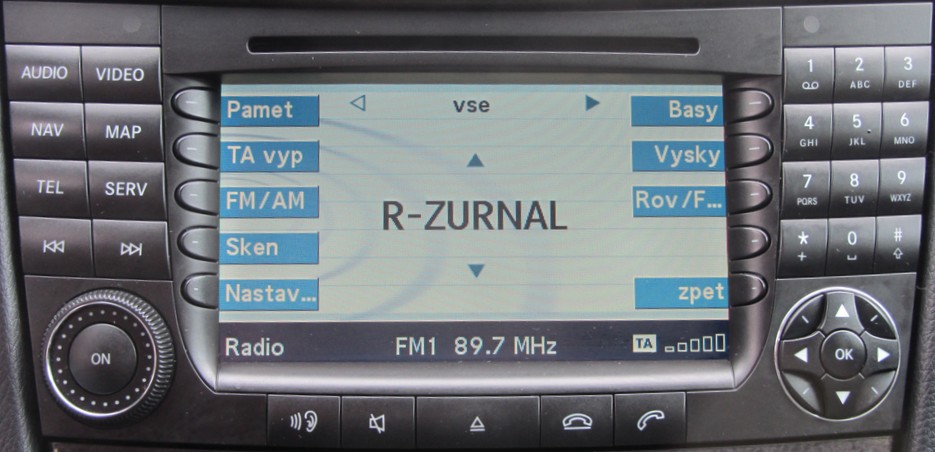 AUDIO VIDEO
NAV MAP
TEL SERV
ON
Pamet vse Basy
TA vyp Vysky
FM/AM Rov/F...
R-ZURNAL
Sken
Nastav... zpet
Radio FM1 89.7 MHz TA
1 2 ABC 3 DEF
4 GHI 5 JKL 6 MNO
7 PQRS 8 TUV 9 WXYZ
* + 0 #
OK